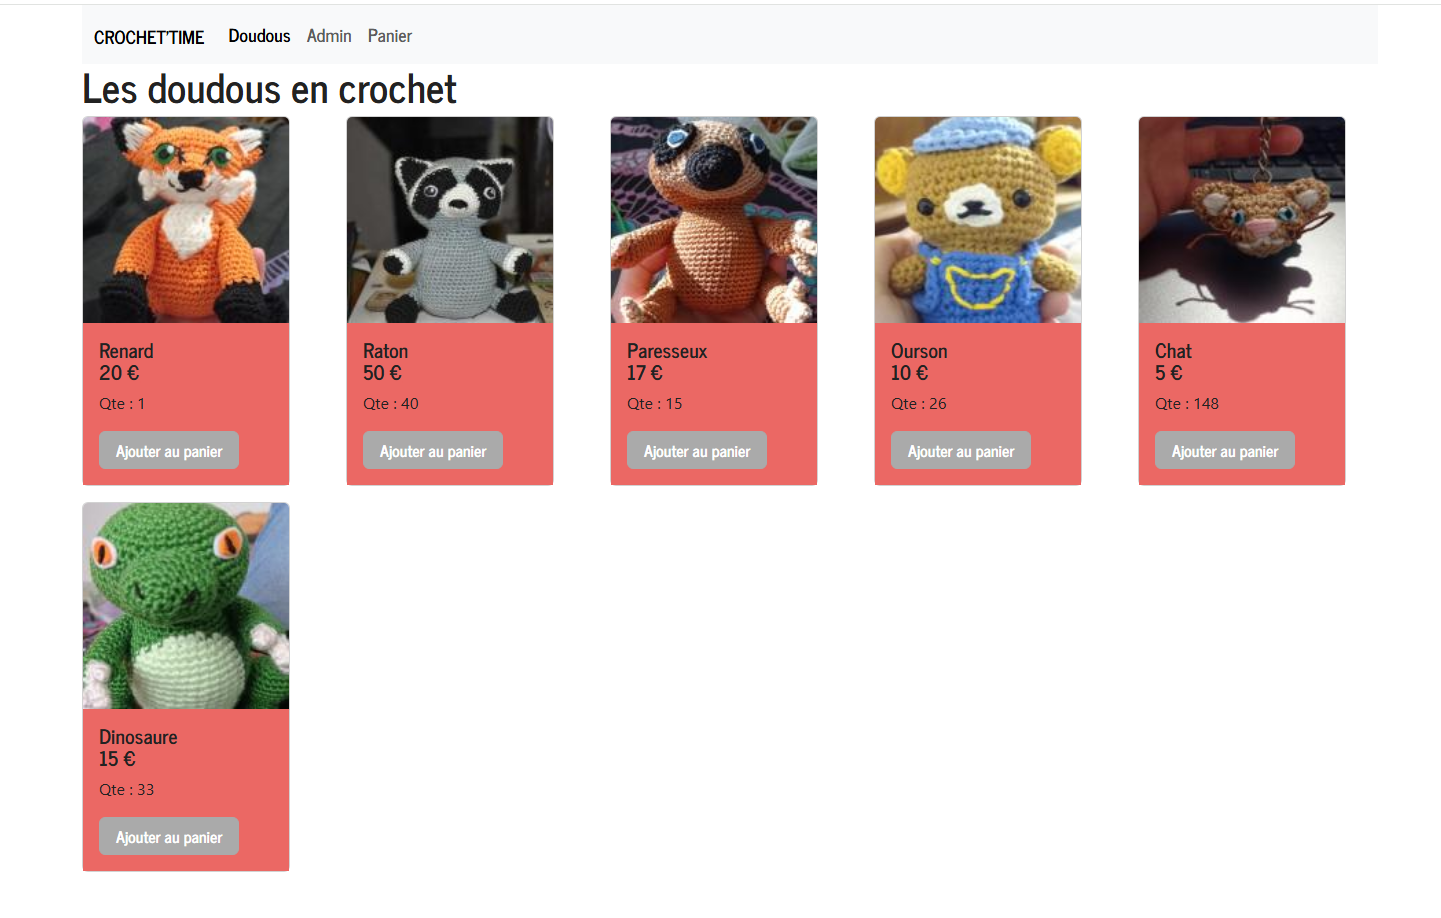 CROCHET'TIME Doudous Admin Panier
Les doudous en crochet
Renard
20 €
Qte : 1
Ajouter au panier
Raton
50 €
Qte : 40
Ajouter au panier
Paresseux
17 €
Qte : 15
Ajouter au panier
Ourson
10 €
Qte : 26
Ajouter au panier
Chat
5 €
Qte : 148
Ajouter au panier
Dinosaure
15 €
Qte : 33
Ajouter au panier